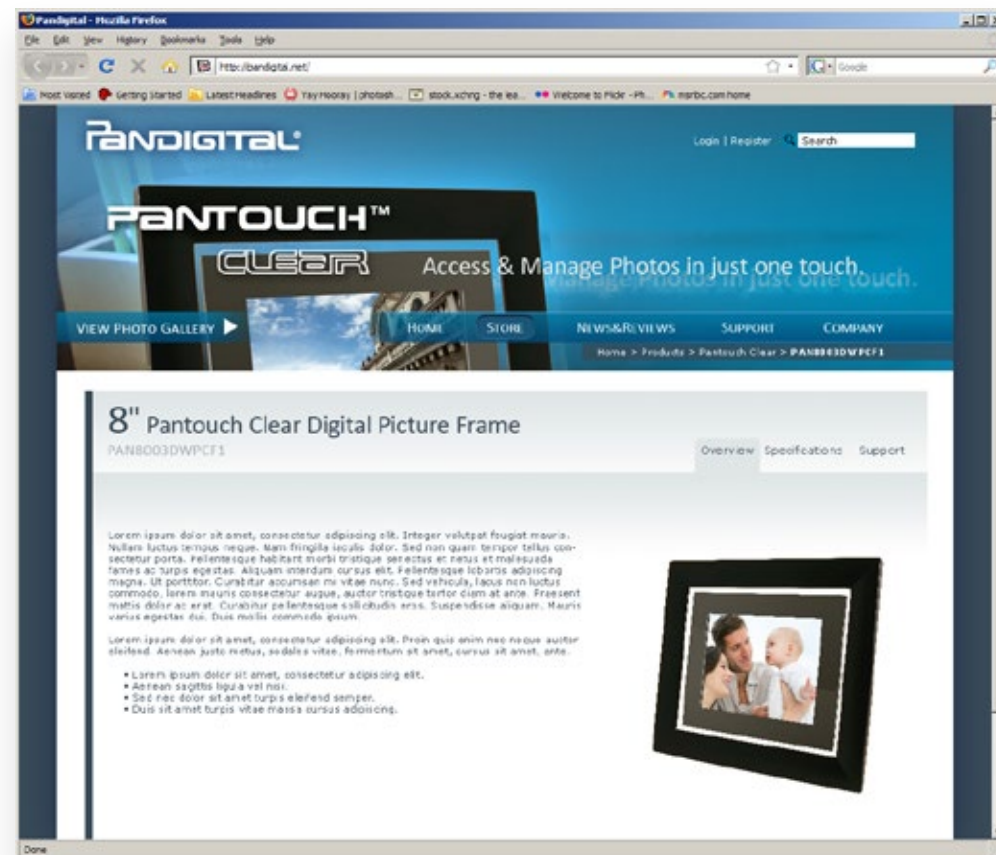 Pandigital - Mozilla Firefox
File Edit View History Bookmarks Tools Help
http://pandigital.net/
Google
Most Visited Getting Started Latest Headlines YayHooray | photosh... stock.xchng - the lea... Welcome to Flickr - Ph... msnbc.com home
PANDIGITAL
Login | Register Search
PANTOUCH™
CLEAR
Access & Manage Photos in just one touch.
Manage Photos in just one touch.
VIEW PHOTO GALLERY HOME STORE NEWS&REVIEWS SUPPORT COMPANY
Home > Products > Pantouch Clear > PAN8003DWPCF1
8" Pantouch Clear Digital Picture Frame
PAN8003DWPCF1
Overview Specifications Support
Lorem ipsum dolor sit amet, consectetur adipiscing elit. Integer volutpat feugiat mauris.
Nullam luctus tempus neque. Nam fringilla iaculis dolor. Sed non quam tempor tellus con-
sectetur porta. Pellentesque habitant morbi tristique senectus et netus et malesuada
fames ac turpis egestas. Aliquam interdum cursus elit. Pellentesque lobortis adipiscing
magna. Ut porttitor. Curabitur accumsan mi vitae nunc. Sed vehicula, lacus non luctus
commodo, lorem mauris consectetur augue, auctor tristique tortor diam at ante. Praesent
mattis dolor ac erat. Curabitur pellentesque sollicitudin eros. Suspendisse aliquam. Mauris
varius egestas dui. Duis mollis commodo ipsum.
Lorem ipsum dolor sit amet, consectetur adipiscing elit. Proin quis enim nec neque auctor
eleifend. Aenean justo metus, sodales vitae, fermentum sit amet, cursus sit amet, ante.
• Lorem ipsum dolor sit amet, consectetur adipiscing elit.
• Aenean sagittis ligula vel nisi.
• Sed nec dolor sit amet turpis eleifend semper.
• Duis sit amet turpis vitae massa cursus adipiscing.
Done